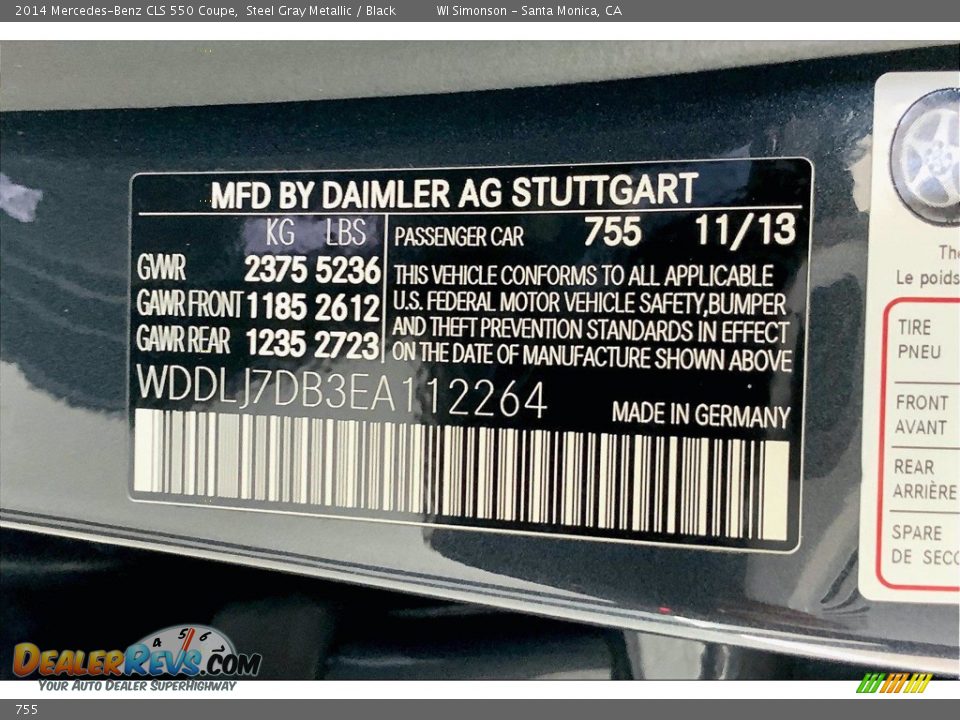 2014 Mercedes-Benz CLS 550 Coupe, Steel Gray Metallic / Black WI Simonson - Santa Monica, CA
MFD BY DAIMLER AG STUTTGART
KG LBS
GWR 2375 5236
GAWR FRONT 1185 2612
GAWR REAR 1235 2723
PASSENGER CAR 755 11/13
THIS VEHICLE CONFORMS TO ALL APPLICABLE
U.S. FEDERAL MOTOR VEHICLE SAFETY,BUMPER
AND THEFT PREVENTION STANDARDS IN EFFECT
ON THE DATE OF MANUFACTURE SHOWN ABOVE
WDDLJ7DB3EA112264
MADE IN GERMANY
Le poids
TIRE
PNEU
FRONT
AVANT
REAR
ARRIÈRE
SPARE
DE
4 5 6
DEALERREVS.COM
YOUR AUTO DEALER SUPERHIGHWAY
755